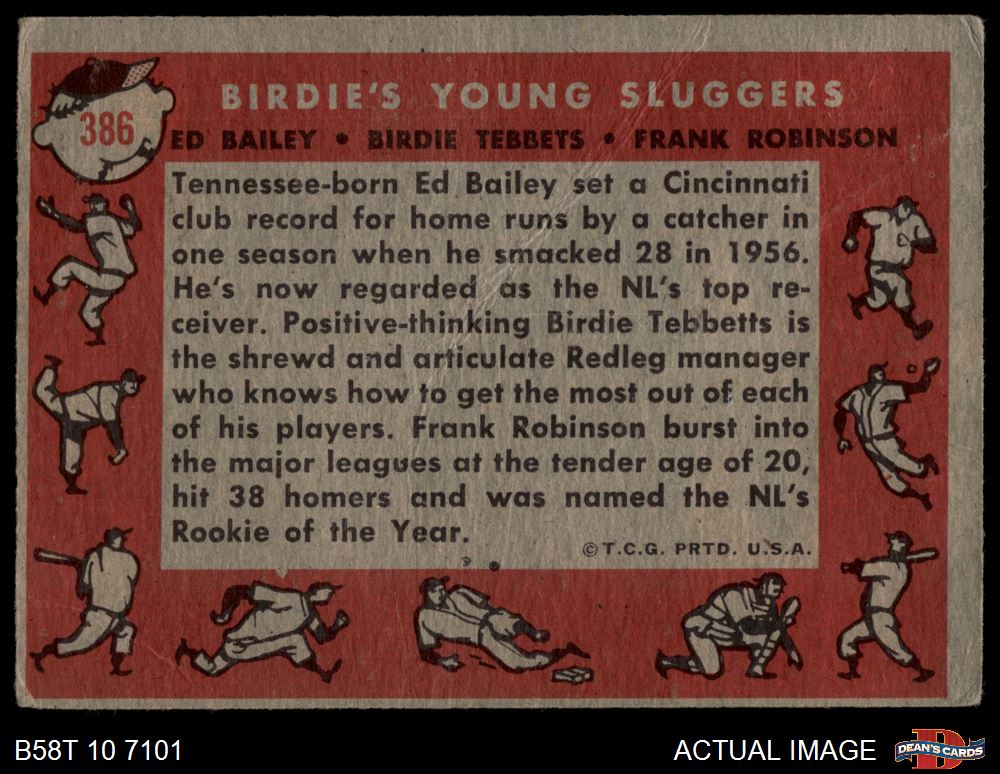 386
BIRDIE'S YOUNG SLUGGERS
ED BAILEY • BIRDIE TEBBETS • FRANK ROBINSON
Tennessee-born Ed Bailey set a Cincinnati
club record for home runs by a catcher in
one season when he smacked 28 in 1956.
He's now regarded as the NL's top re-
ceiver. Positive-thinking Birdie Tebbetts is
the shrewd and articulate Redleg manager
who knows how to get the most out of each
of his players. Frank Robinson burst into
the major leagues at the tender age of 20,
hit 38 homers and was named the NL's
Rookie of the Year.
©T.C.G. PRTD. U.S.A.
B58T 10 7101
ACTUAL IMAGE
D
DEAN'S CARDS